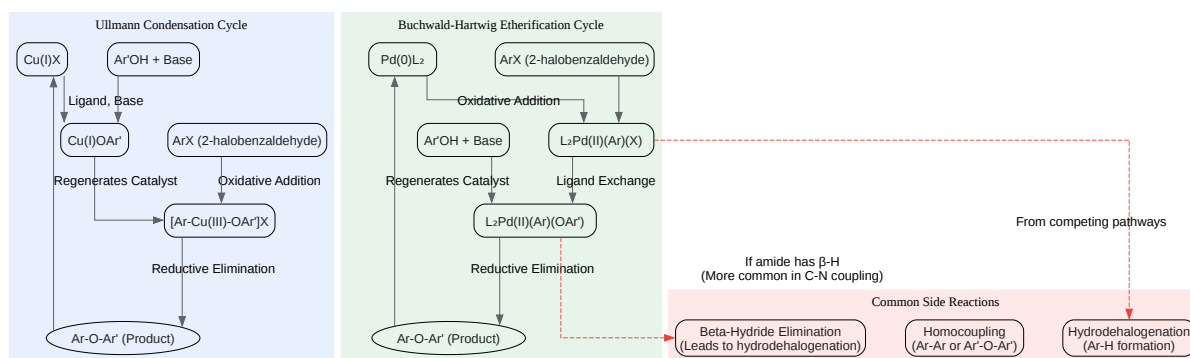 Ullmann Condensation Cycle
Cu(I)X
Ar'OH + Base
Ligand, Base
Cu(I)OAr'
ArX (2-halobenzaldehyde)
Regenerates Catalyst
Oxidative Addition
[Ar-Cu(III)-OAr']X
Reductive Elimination
Ar-O-Ar' (Product)
Buchwald-Hartwig Etherification Cycle
Pd(0)L₂
ArX (2-halobenzaldehyde)
Oxidative Addition
Ar'OH + Base
L₂Pd(II)(Ar)(X)
Regenerates Catalyst
Ligand Exchange
L₂Pd(II)(Ar)(OAr')
Reductive Elimination
Ar-O-Ar' (Product)
From competing pathways
If amide has β-H
(More common in C-N coupling)
Common Side Reactions
Beta-Hydride Elimination
(Leads to hydrodehalogenation)
Homocoupling
(Ar-Ar or Ar'-O-Ar')
Hydrodehalogenation
(Ar-H formation)